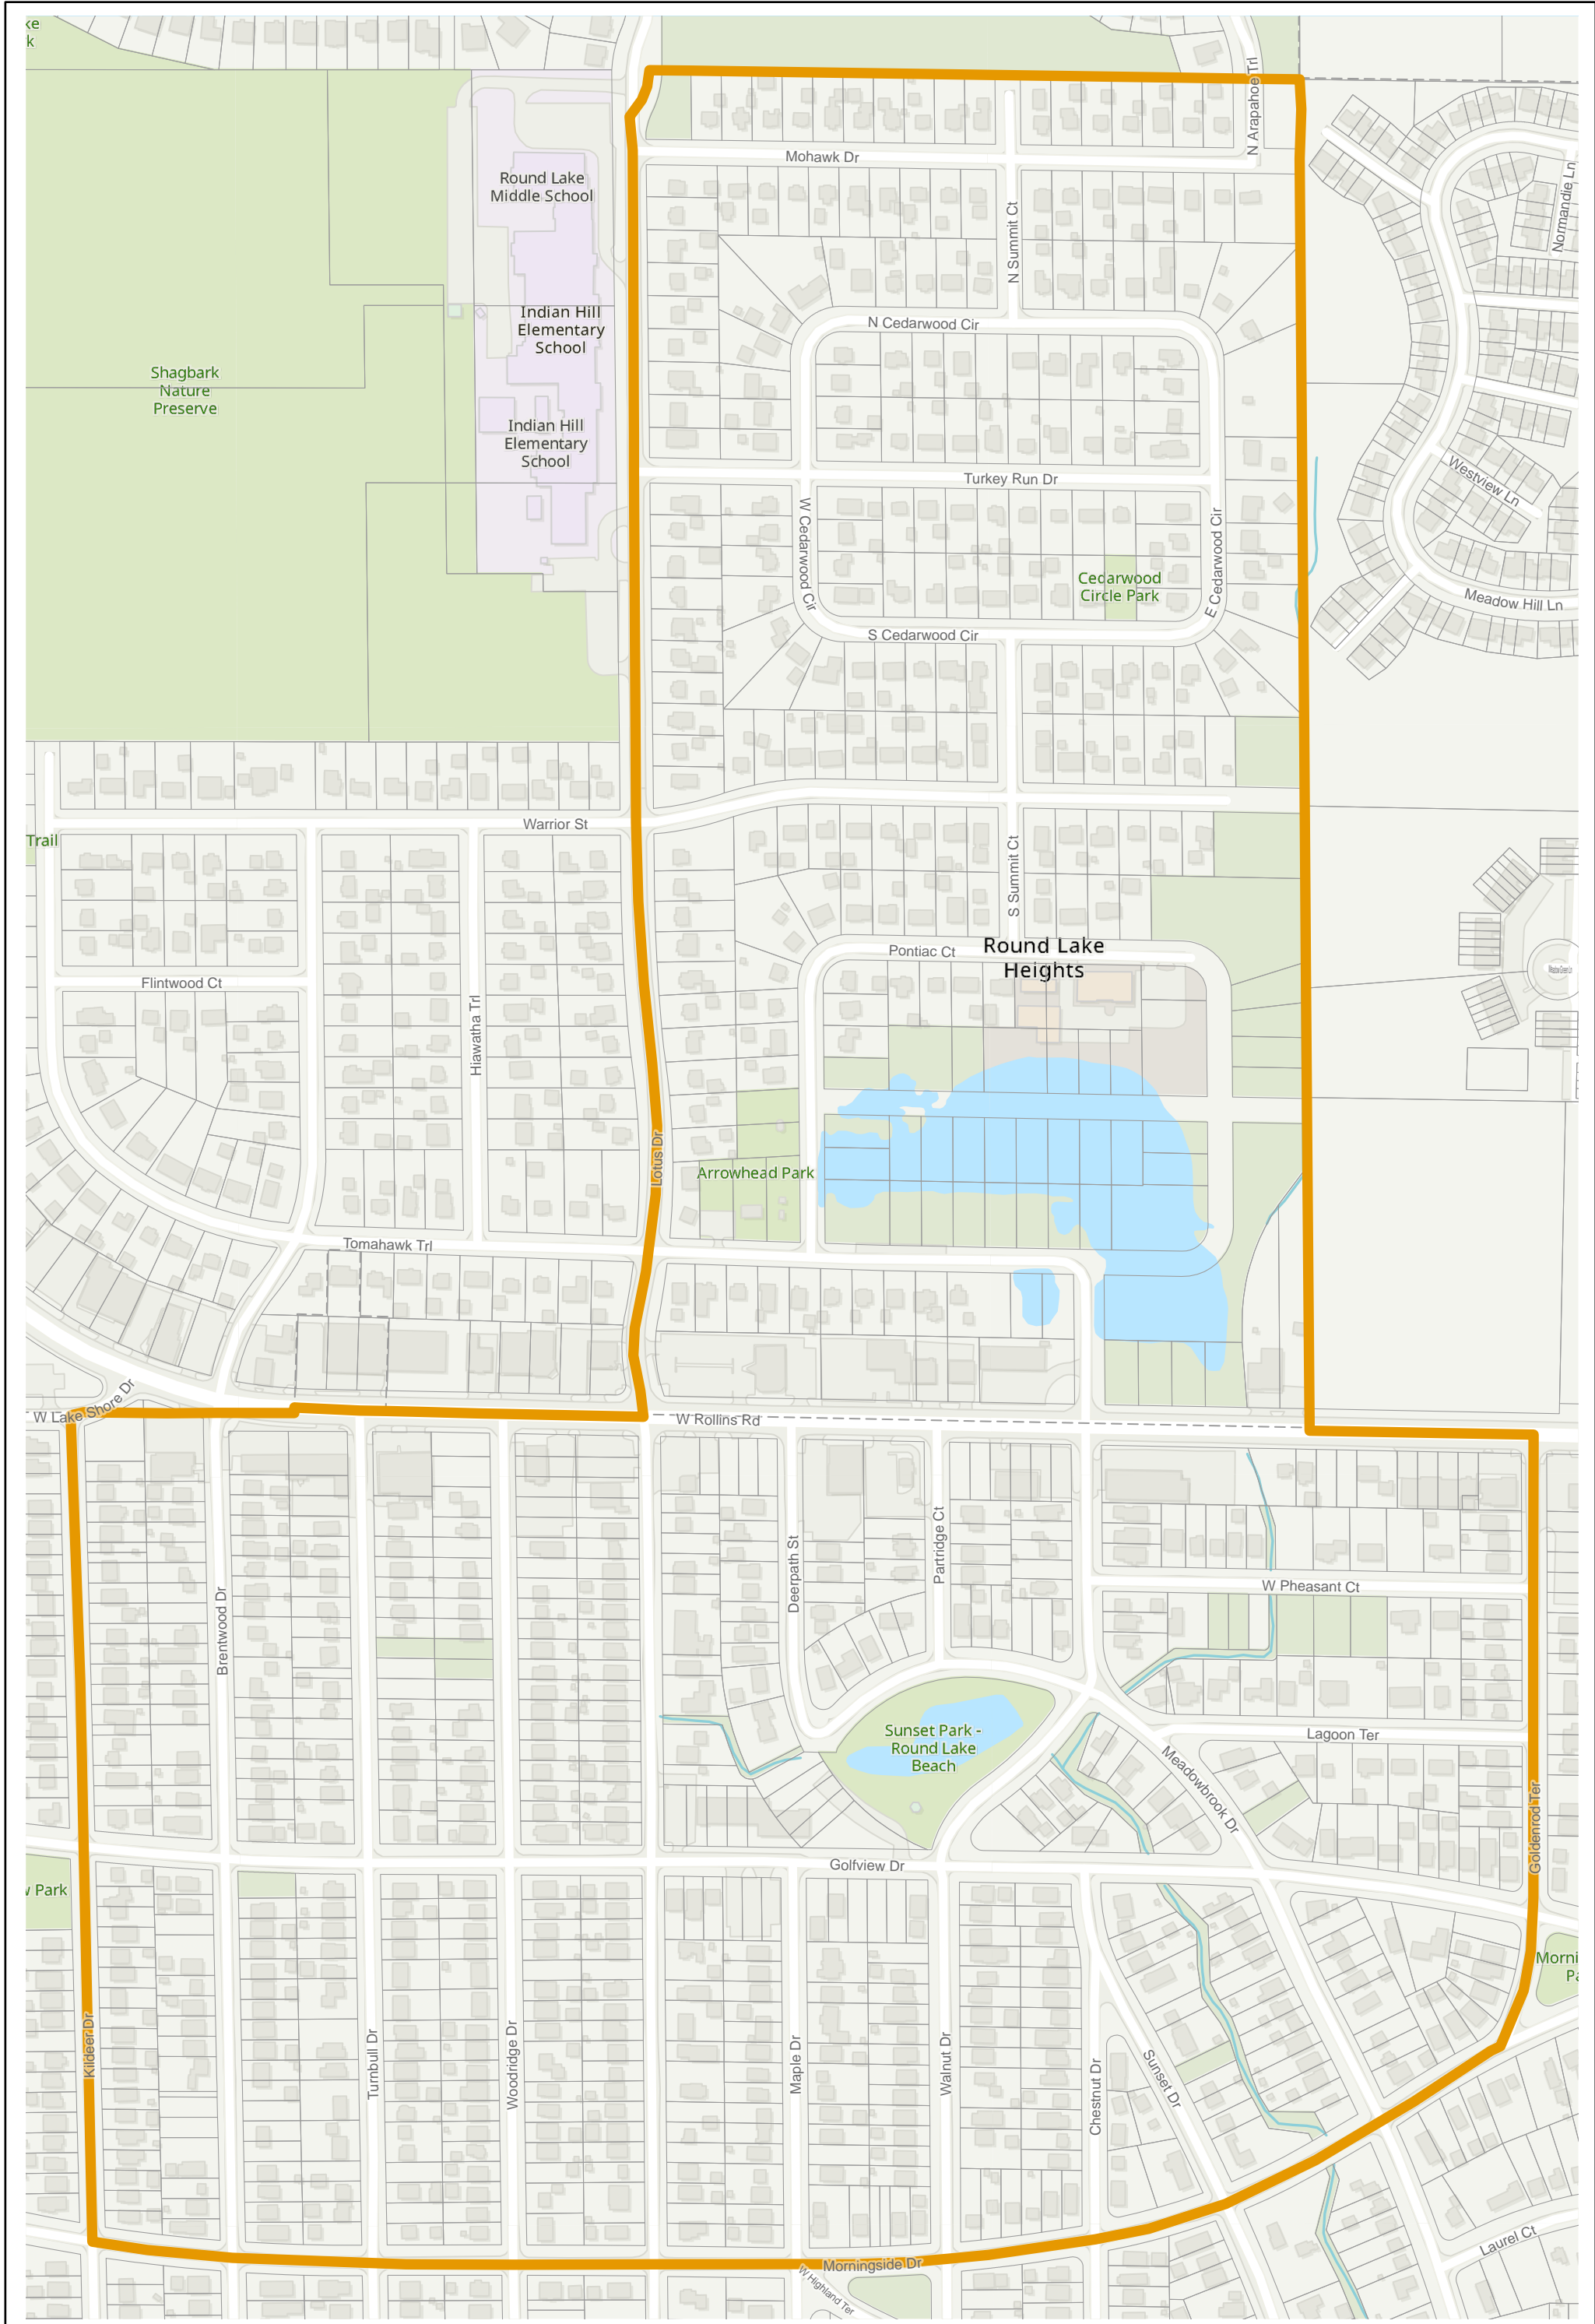 ke
k
N Arapahoe Trl
Mohawk Dr
Round Lake
Middle School
Normandie Ln
N Summit Ct
Indian Hill
Elementary
School
N Cedarwood Cir
Shagbark
Nature
Preserve
Indian Hill
Elementary
School
Turkey Run Dr
Westview Ln
W Cedarwood Cir
E Cedarwood Cir
Cedarwood
Circle Park
Meadow Hill Ln
S Cedarwood Cir
Warrior St
Trail
S Summit Ct
Round Lake
Heights
Pontiac Ct
Flintwood Ct
Hiawatha Trl
Lotus Dr
Arrowhead Park
Tomahawk Trl
W Lake Shore Dr
W Rollins Rd
Deerpath St
Partridge Ct
W Pheasant Ct
Brentwood Dr
Sunset Park -
Round Lake
Beach
Lagoon Ter
Meadowbrook Dr
Goldenrod Ter
Golfview Dr
w Park
Morni
Pa
Kildeer Dr
Turnbull Dr
Woodridge Dr
Maple Dr
Walnut Dr
Chestnut Dr
Sunset Dr
Laurel Ct
Morningside Dr
W Highland Ter